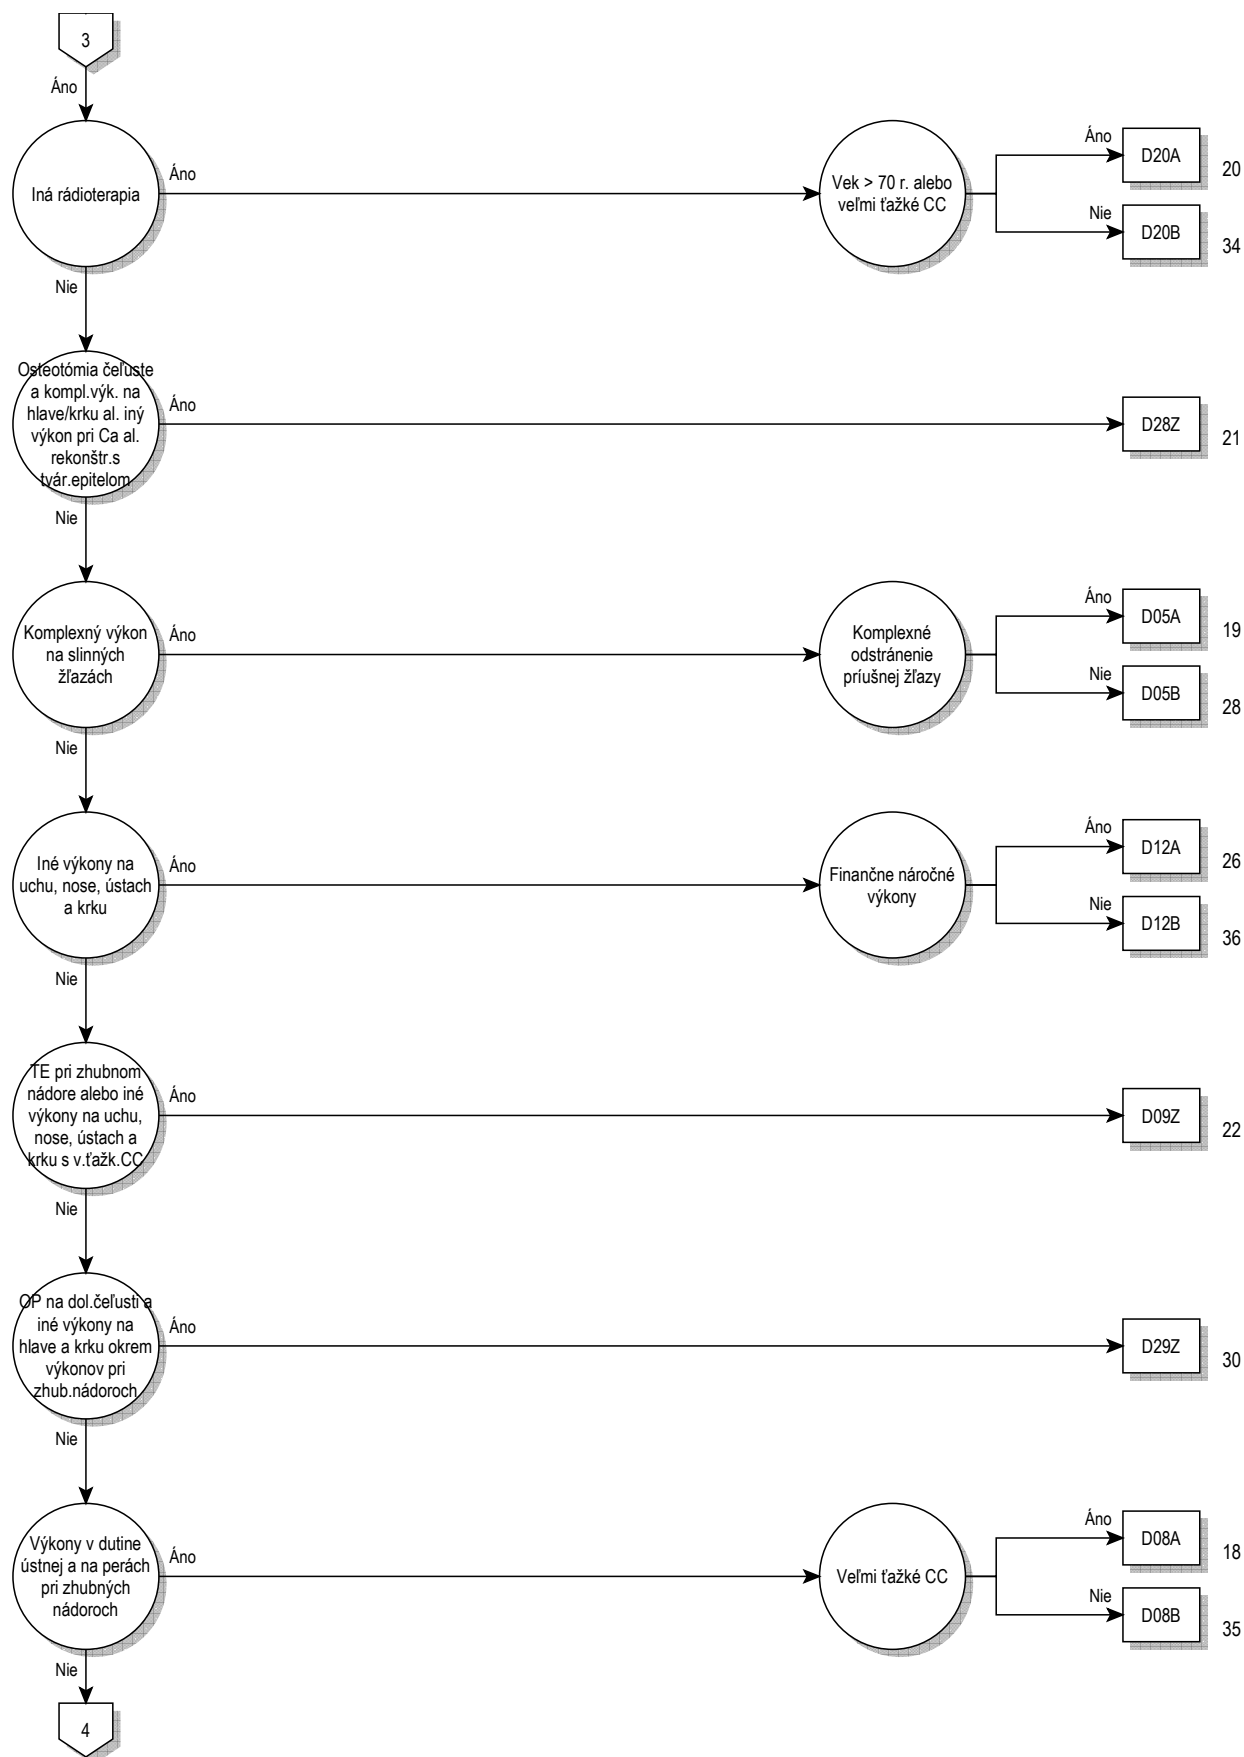 3
Áno
Iná rádioterapia
Áno
Vek > 70 r. alebo
veľmi ťažké CC
Áno
D20A
20
Nie
D20B
34
Nie
Osteotómia čeľuste
a kompl.výk. na
hlave/krku al. iný
výkon pri Ca al.
rekonštr.s
tvár.epitelom
Áno
D28Z
21
Nie
Komplexný výkon
na slinných
žľazách
Áno
Komplexné
odstránenie
príušnej žľazy
Áno
D05A
19
Nie
D05B
28
Nie
Iné výkony na
uchu, nose, ústach
a krku
Áno
Finančne náročné
výkony
Áno
D12A
26
Nie
D12B
36
Nie
TE pri zhubnom
nádore alebo iné
výkony na uchu,
nose, ústach a
krku s v.ťažk.CC
Áno
D09Z
22
Nie
OP na dol.čeľusti a
iné výkony na
hlave a krku okrem
výkonov pri
zhub.nádoroch
Áno
D29Z
30
Nie
Výkony v dutine
ústnej a na perách
pri zhubných
nádoroch
Áno
Veľmi ťažké CC
Áno
D08A
18
Nie
D08B
35
Nie
4